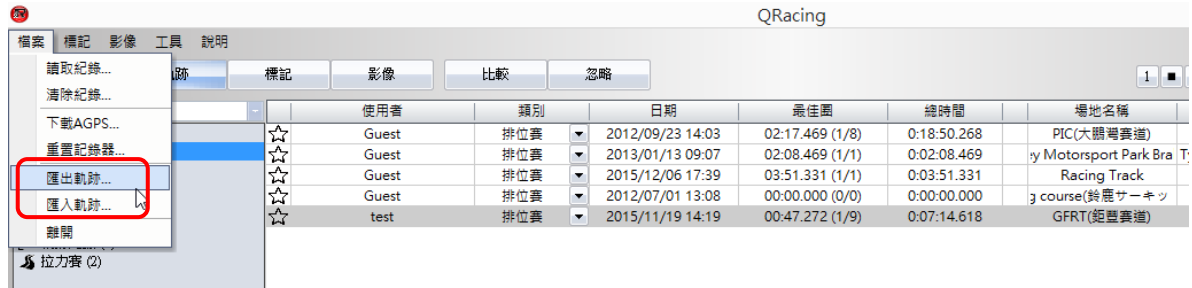 QRacing
檔案 標記 影像 工具 說明
讀取紀錄...
清除紀錄...
下載AGPS...
重置記錄器...
匯出軌跡...
匯入軌跡...
離開
拉力賽 (2)
標記 影像 比較 忽略 1
使用者 類別 日期 最佳圈 總時間 場地名稱
Guest 排位賽 2012/09/23 14:03 02:17.469 (1/8) 0:18:50.268 PIC(大鵬灣賽道)
Guest 排位賽 2013/01/13 09:07 02:08.469 (1/1) 0:02:08.469 y Motorsport Park Bra
Guest 排位賽 2015/12/06 17:39 03:51.331 (1/1) 0:03:51.331 Racing Track
Guest 排位賽 2012/07/01 13:08 00:00.000 (0/0) 0:00:00.000 g course(鈴鹿サーキッ
test 排位賽 2015/11/19 14:19 00:47.272 (1/9) 0:07:14.618 GFRT(鉅豐賽道)